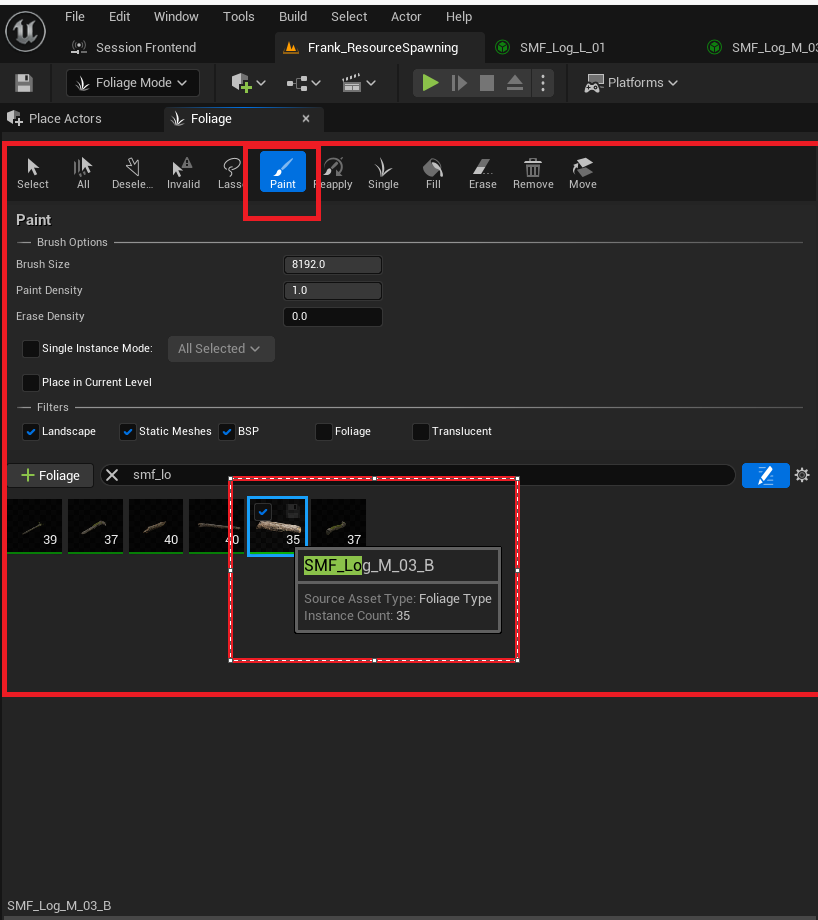 File Edit Window Tools Build Select Actor Help
Session Frontend Frank_ResourceSpawning SMF_Log_L_01 SMF_Log_M_03
Foliage Mode Platforms
Place Actors Foliage
Select All Desele... Invalid Lass Paint eapply Single Fill Erase Remove Move
Paint
Brush Options
Brush Size 8192.0
Paint Density 1.0
Erase Density 0.0
Single Instance Mode: All Selected
Place in Current Level
Filters
Landscape Static Meshes BSP Foliage Translucent
Foliage smf_lo
39 37 40 40 35 37
SMF_Log_M_03_B
Source Asset Type: Foliage Type
Instance Count: 35
SMF_Log_M_03_B